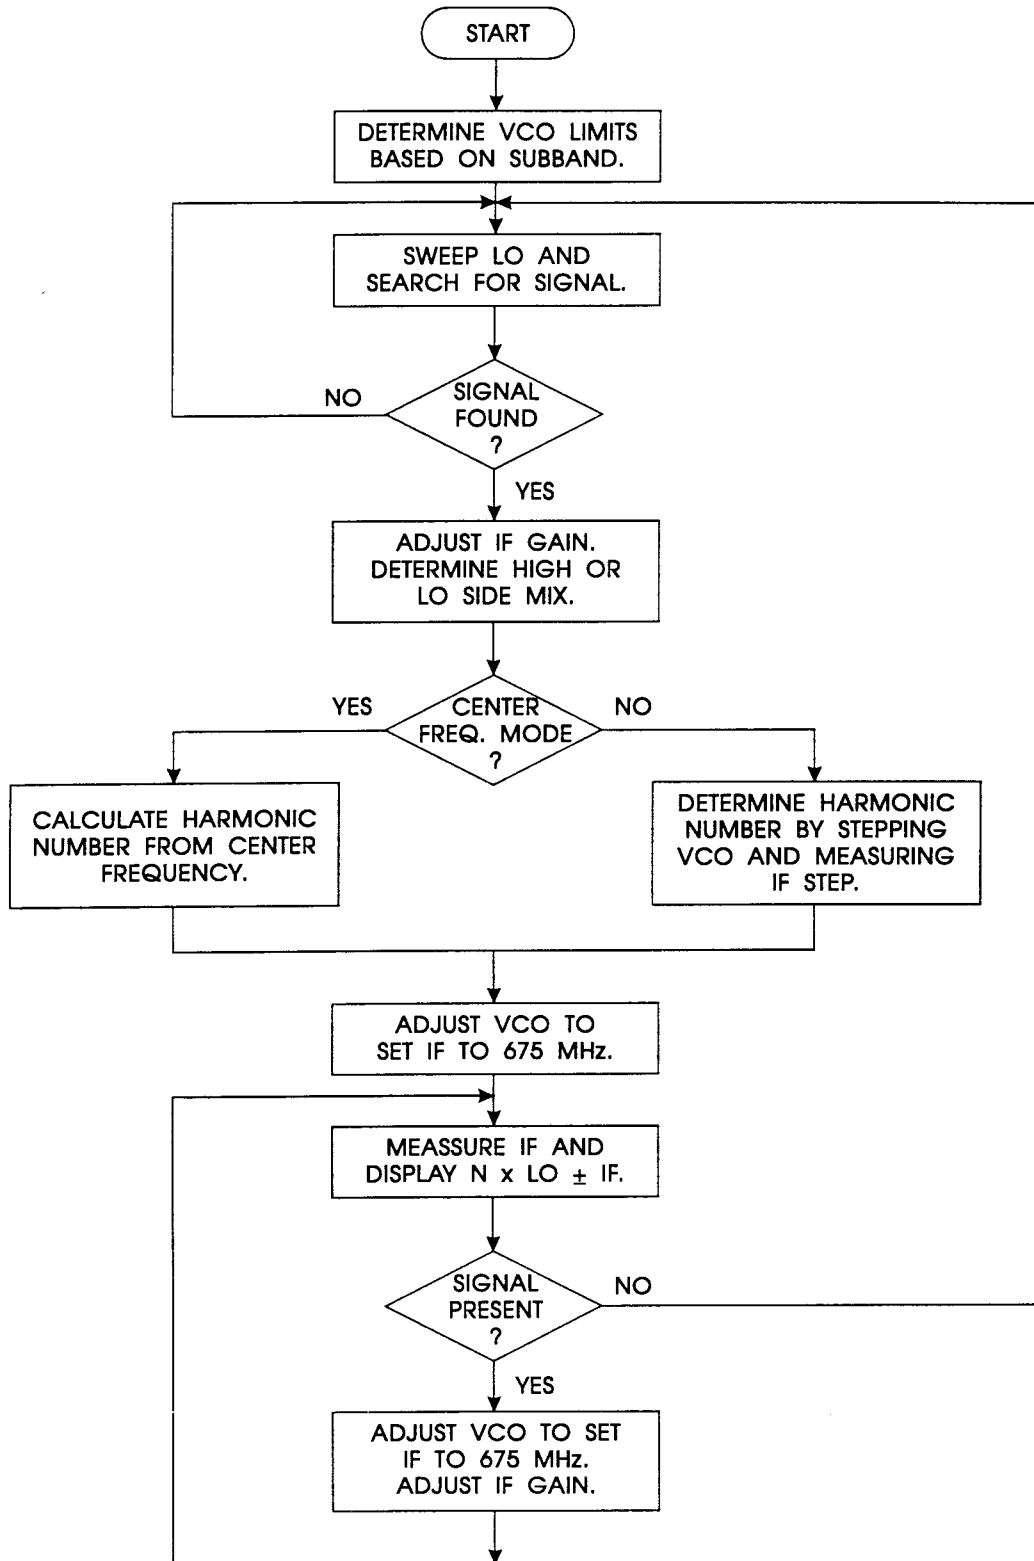 START
DETERMINE VCO LIMITS
BASED ON SUBBAND.
SWEEP LO AND
SEARCH FOR SIGNAL.
NO
SIGNAL
FOUND
?
YES
ADJUST IF GAIN.
DETERMINE HIGH OR
LO SIDE MIX.
YES
CENTER
FREQ. MODE
?
NO
CALCULATE HARMONIC
NUMBER FROM CENTER
FREQUENCY.
DETERMINE HARMONIC
NUMBER BY STEPPING
VCO AND MEASURING
IF STEP.
ADJUST VCO TO
SET IF TO 675 MHz.
MEASSURE IF AND
DISPLAY N x LO ± IF.
SIGNAL
PRESENT
?
NO
YES
ADJUST VCO TO SET
IF TO 675 MHz.
ADJUST IF GAIN.